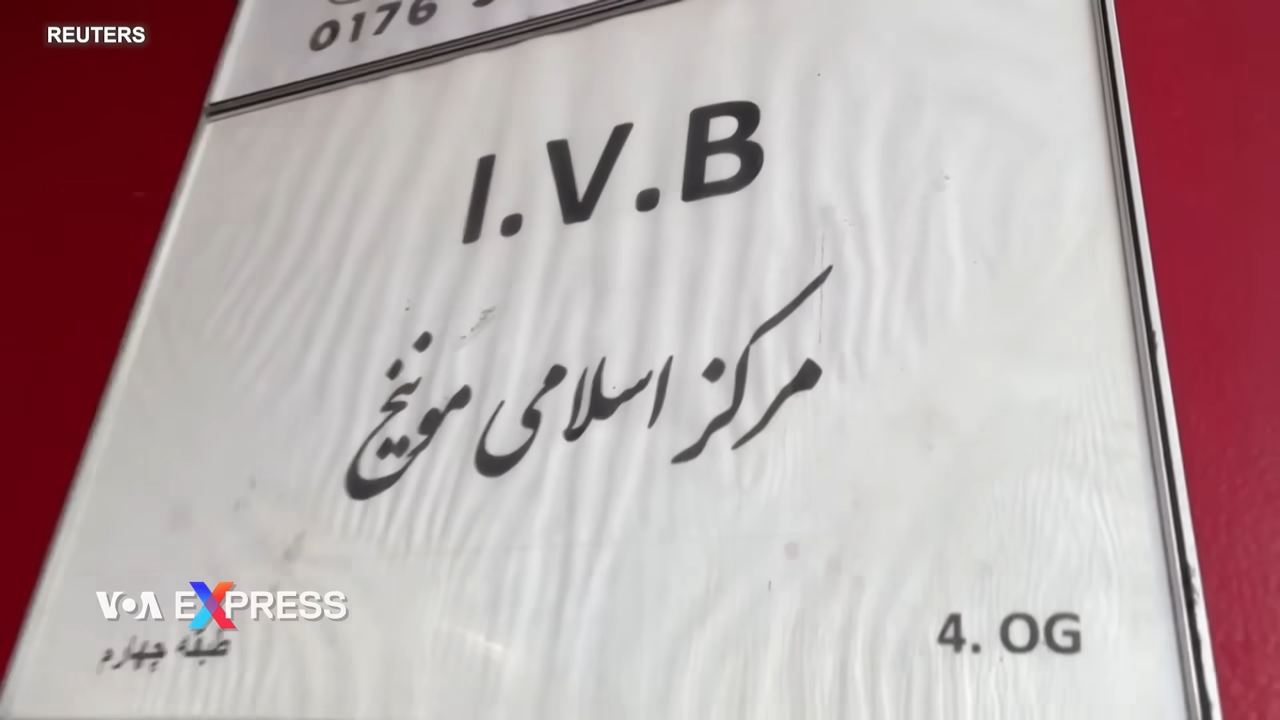 REUTERS
0176
I.V.B
مرکز اسلامی مونیخ
VOA EXPRESS
طبقه چهارم
4. OG